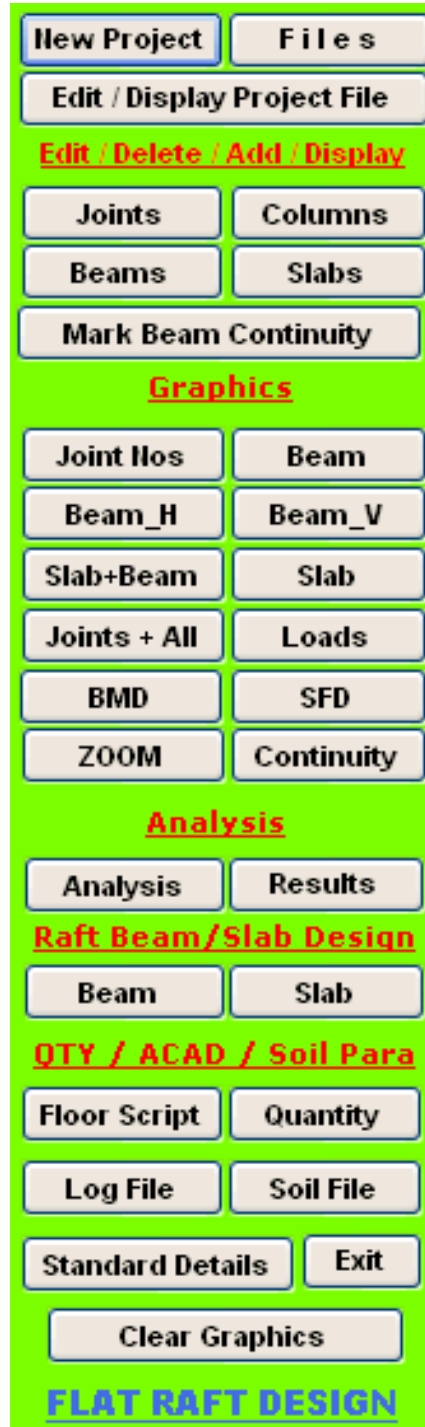 New Project Files
Edit / Display Project File
Edit / Delete / Add / Display
Joints Columns
Beams Slabs
Mark Beam Continuity
Graphics
Joint Nos Beam
Beam_H Beam_V
Slab+Beam Slab
Joints + All Loads
BMD SFD
ZOOM Continuity
Analysis
Analysis Results
Raft Beam/Slab Design
Beam Slab
QTY / ACAD / Soil Para
Floor Script Quantity
Log File Soil File
Standard Details Exit
Clear Graphics
FLAT RAFT DESIGN